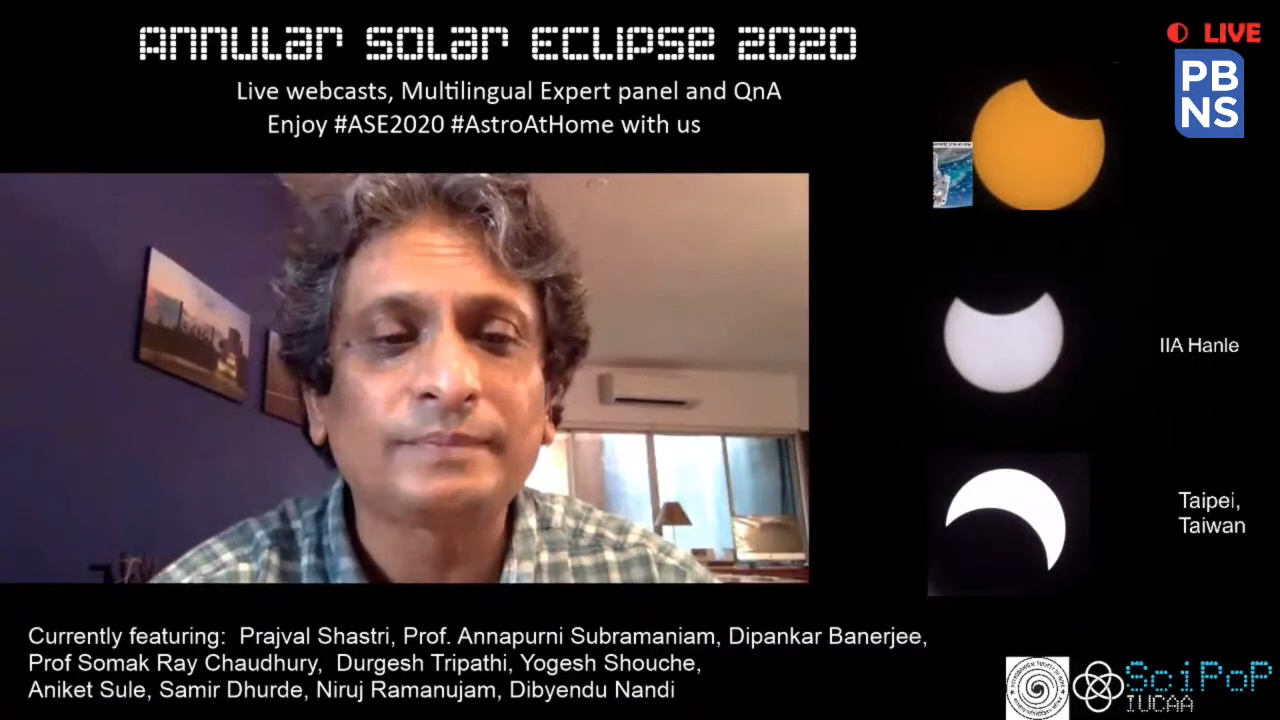 Annular Solar Eclipse 2020
Live webcasts, Multilingual Expert panel and QnA
Enjoy #ASE2020 #AstroAtHome with us
LIVE
PB
NS
IIA Hanle
Taipei,
Taiwan
Currently featuring: Prajval Shastri, Prof. Annapurni Subramaniam, Dipankar Banerjee,
Prof Somak Ray Chaudhury, Durgesh Tripathi, Yogesh Shouche,
Aniket Sule, Samir Dhurde, Niruj Ramanujam, Dibyendu Nandi
SciPoP
IUCAA